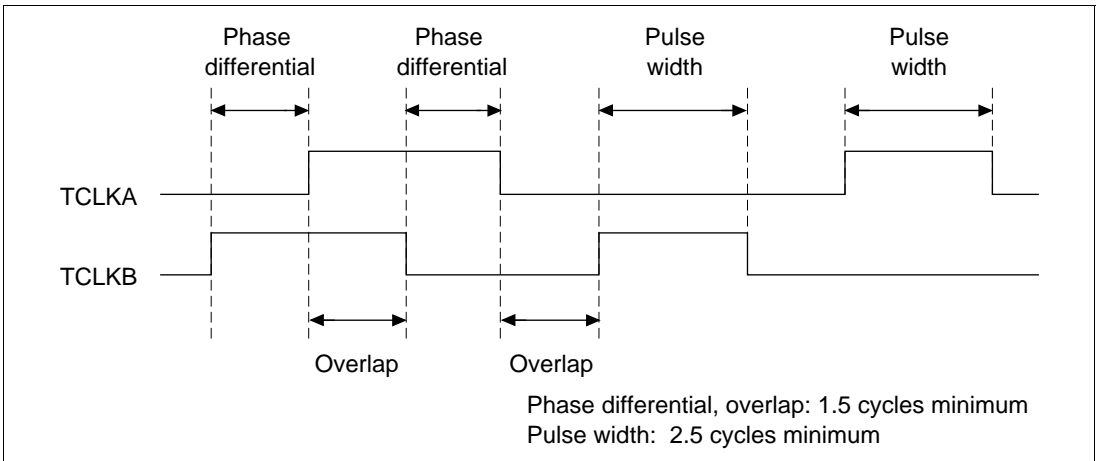 Phase
differential
Phase
differential
Pulse
width
Pulse
width
TCLKA
TCLKB
Overlap
Overlap
Phase differential, overlap: 1.5 cycles minimum
Pulse width: 2.5 cycles minimum